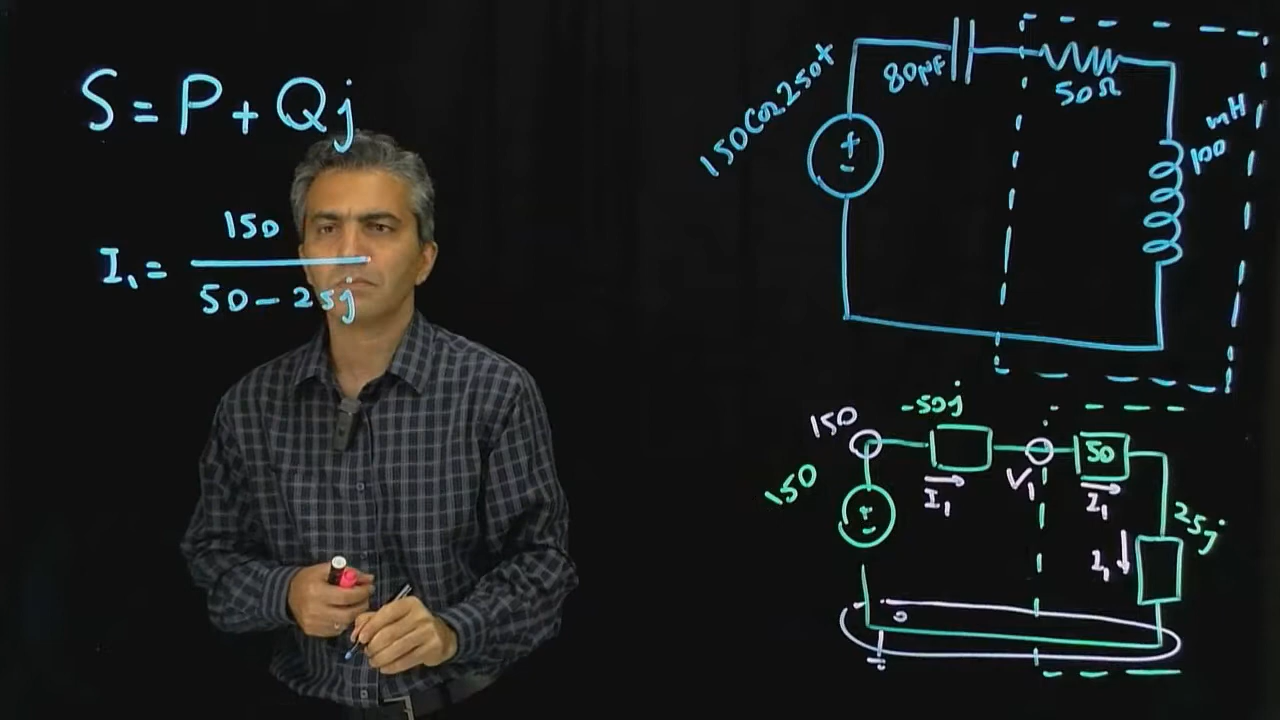 S = P + Qj
I₁ = 150
50 - 25j
150 Cos 250t
80μF
50Ω
100 mH
+
-
-50j
150
150
50
V₁
I₁
I₁
25j
I₁
+
-
0